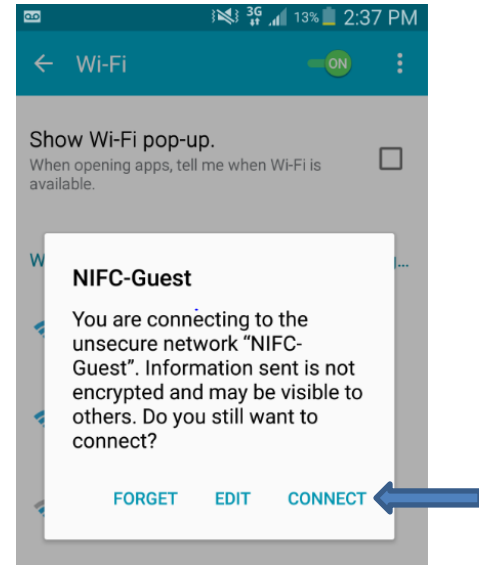 3G 13% 2:37 PM
Wi-Fi ON
Show Wi-Fi pop-up.
When opening apps, tell me when Wi-Fi is
available.
NIFC-Guest
You are connecting to the
unsecure network “NIFC-
Guest”. Information sent is not
encrypted and may be visible to
others. Do you still want to
connect?
FORGET EDIT CONNECT